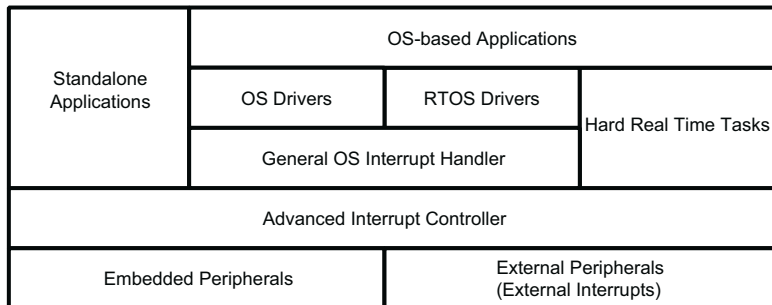 OS-based Applications
Standalone
Applications
OS Drivers
RTOS Drivers
Hard Real Time Tasks
General OS Interrupt Handler
Advanced Interrupt Controller
Embedded Peripherals
External Peripherals
(External Interrupts)